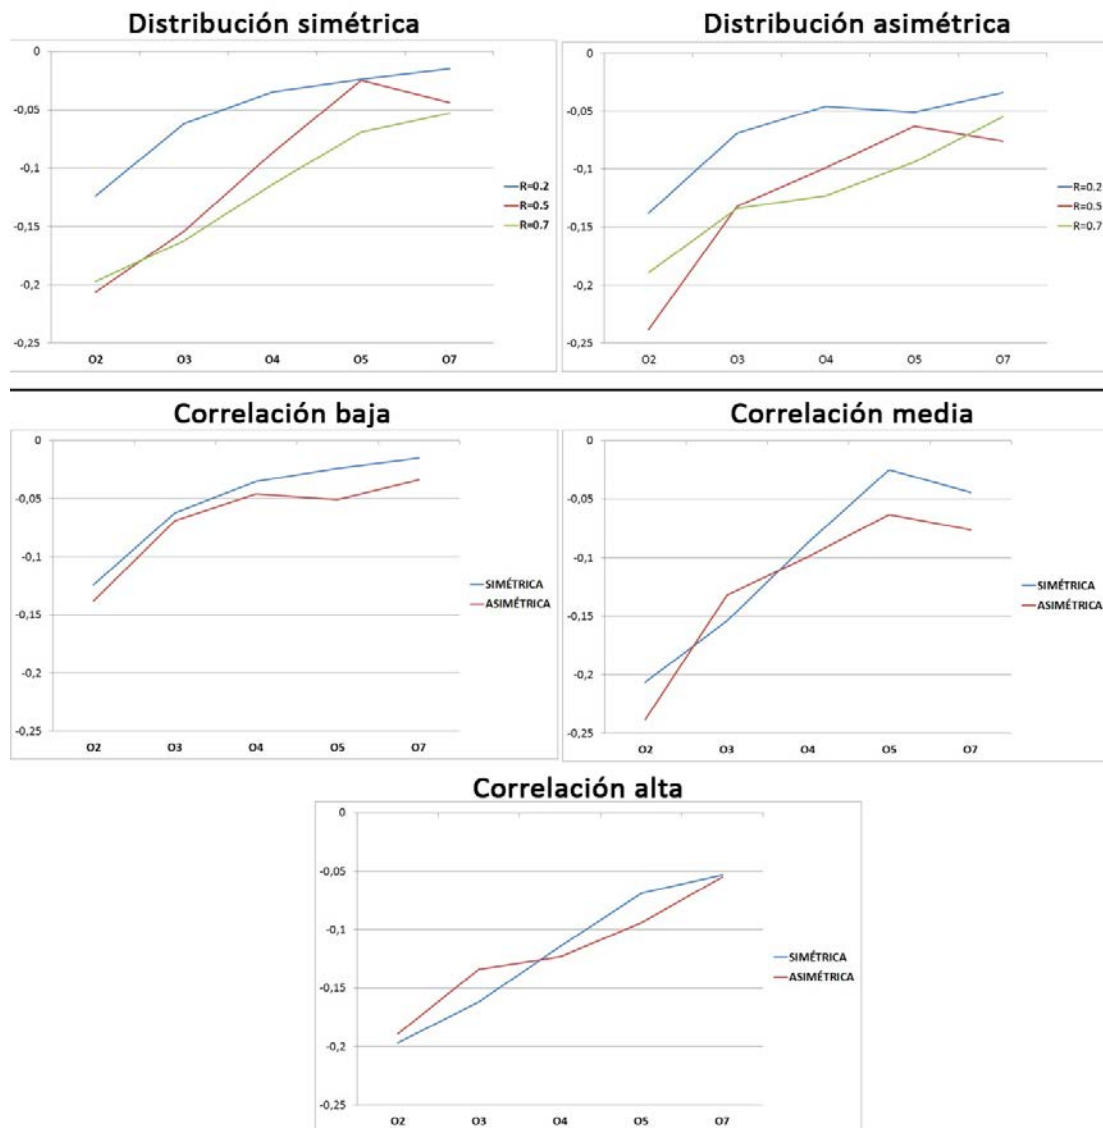 Distribución simétrica
0
-0,05
-0,1
-0,15
-0,2
-0,25
O2 O3 O4 O5 O7
R=0.2
R=0.5
R=0.7
Distribución asimétrica
0
-0,05
-0,1
-0,15
-0,2
-0,25
O2 O3 O4 O5 O7
R=0.2
R=0.5
R=0.7
Correlación baja
0
-0,05
-0,1
-0,15
-0,2
-0,25
O2 O3 O4 O5 O7
SIMÉTRICA
ASIMÉTRICA
Correlación media
0
-0,05
-0,1
-0,15
-0,2
-0,25
O2 O3 O4 O5 O7
SIMÉTRICA
ASIMÉTRICA
Correlación alta
0
-0,05
-0,1
-0,15
-0,2
-0,25
O2 O3 O4 O5 O7
SIMÉTRICA
ASIMÉTRICA